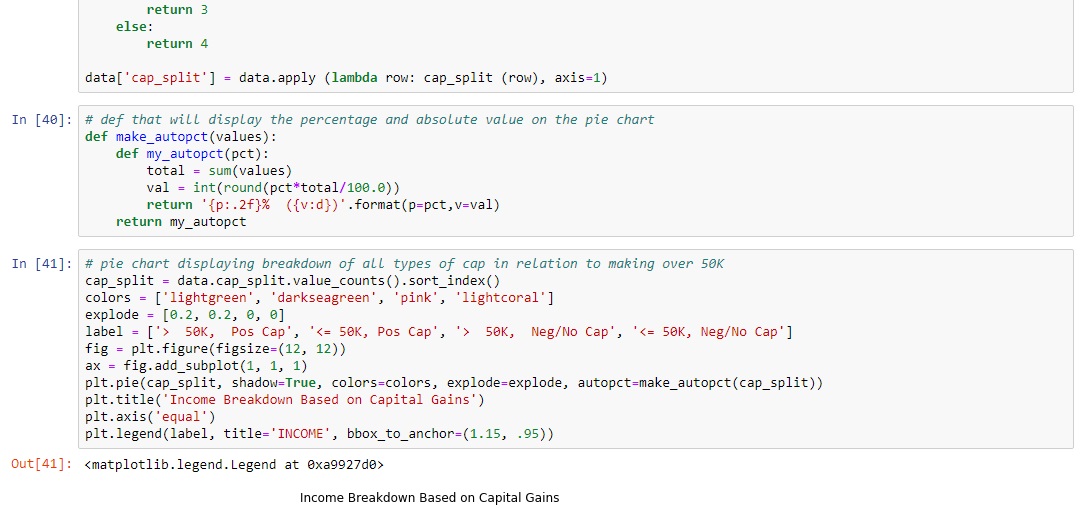 return 3
    else:
        return 4

data['cap_split'] = data.apply (lambda row: cap_split (row), axis=1)
In [40]: # def that will display the percentage and absolute value on the pie chart
def make_autopct(values):
    def my_autopct(pct):
        total = sum(values)
        val = int(round(pct*total/100.0))
        return '{p:.2f}%  ({v:d})'.format(p=pct,v=val)
    return my_autopct
In [41]: # pie chart displaying breakdown of all types of cap in relation to making over 50K
cap_split = data.cap_split.value_counts().sort_index()
colors = ['lightgreen', 'darkseagreen', 'pink', 'lightcoral']
explode = [0.2, 0.2, 0, 0]
label = ['>  50K,  Pos Cap', '<= 50K, Pos Cap', '>  50K,  Neg/No Cap', '<= 50K, Neg/No Cap']
fig = plt.figure(figsize=(12, 12))
ax = fig.add_subplot(1, 1, 1)
plt.pie(cap_split, shadow=True, colors=colors, explode=explode, autopct=make_autopct(cap_split))
plt.title('Income Breakdown Based on Capital Gains')
plt.axis('equal')
plt.legend(label, title='INCOME', bbox_to_anchor=(1.15, .95))
Out[41]: <matplotlib.legend.Legend at 0xa9927d0>
Income Breakdown Based on Capital Gains